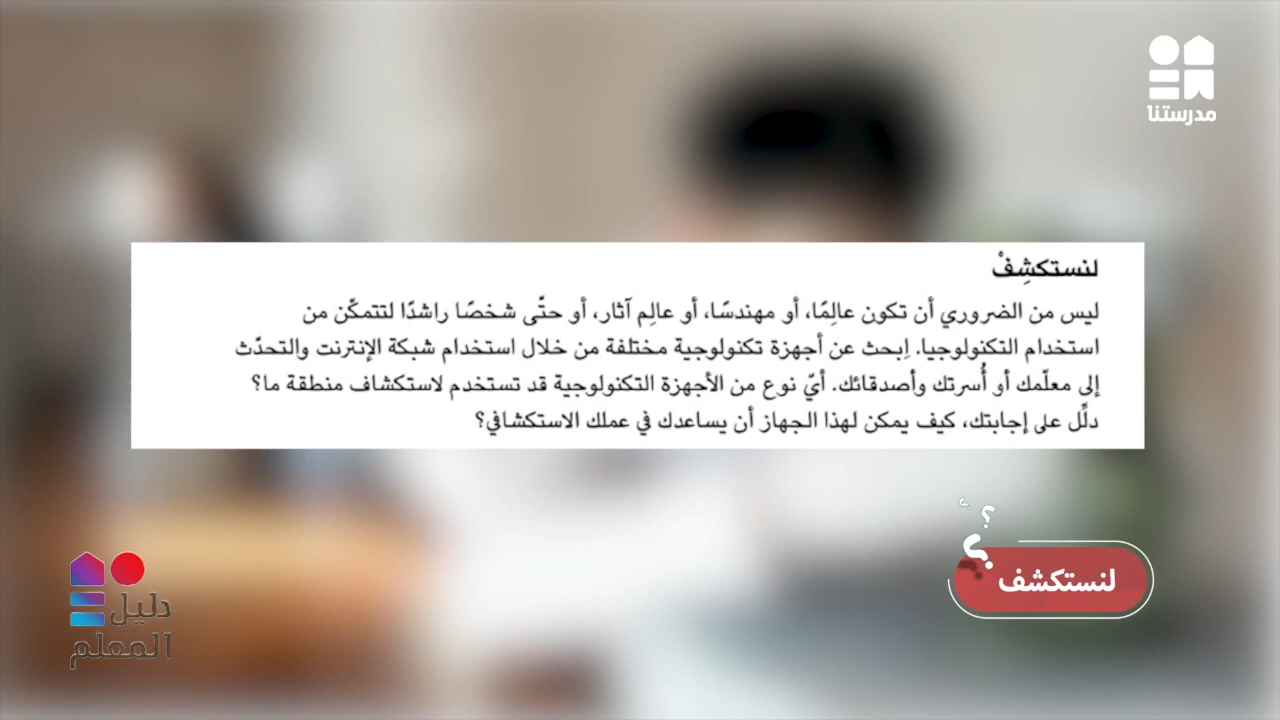 مدرستنا
لنستكشِفْ
ليس من الضروري أن تكون عالِمًا، أو مهندسًا، أو عالِم آثار، أو حتّى شخصًا راشدًا لتتمكّن من
استخدام التكنولوجيا. اِبحث عن أجهزة تكنولوجية مختلفة من خلال استخدام شبكة الإنترنت والتحدّث
إلى معلّمك أو أُسرتك وأصدقائك. أيّ نوع من الأجهزة التكنولوجية قد تستخدم لاستكشاف منطقة ما؟
دلِّل على إجابتك، كيف يمكن لهذا الجهاز أن يساعدك في عملك الاستكشافي؟
؟ ؟ ؟
لنستكشف
دليل
المعلم